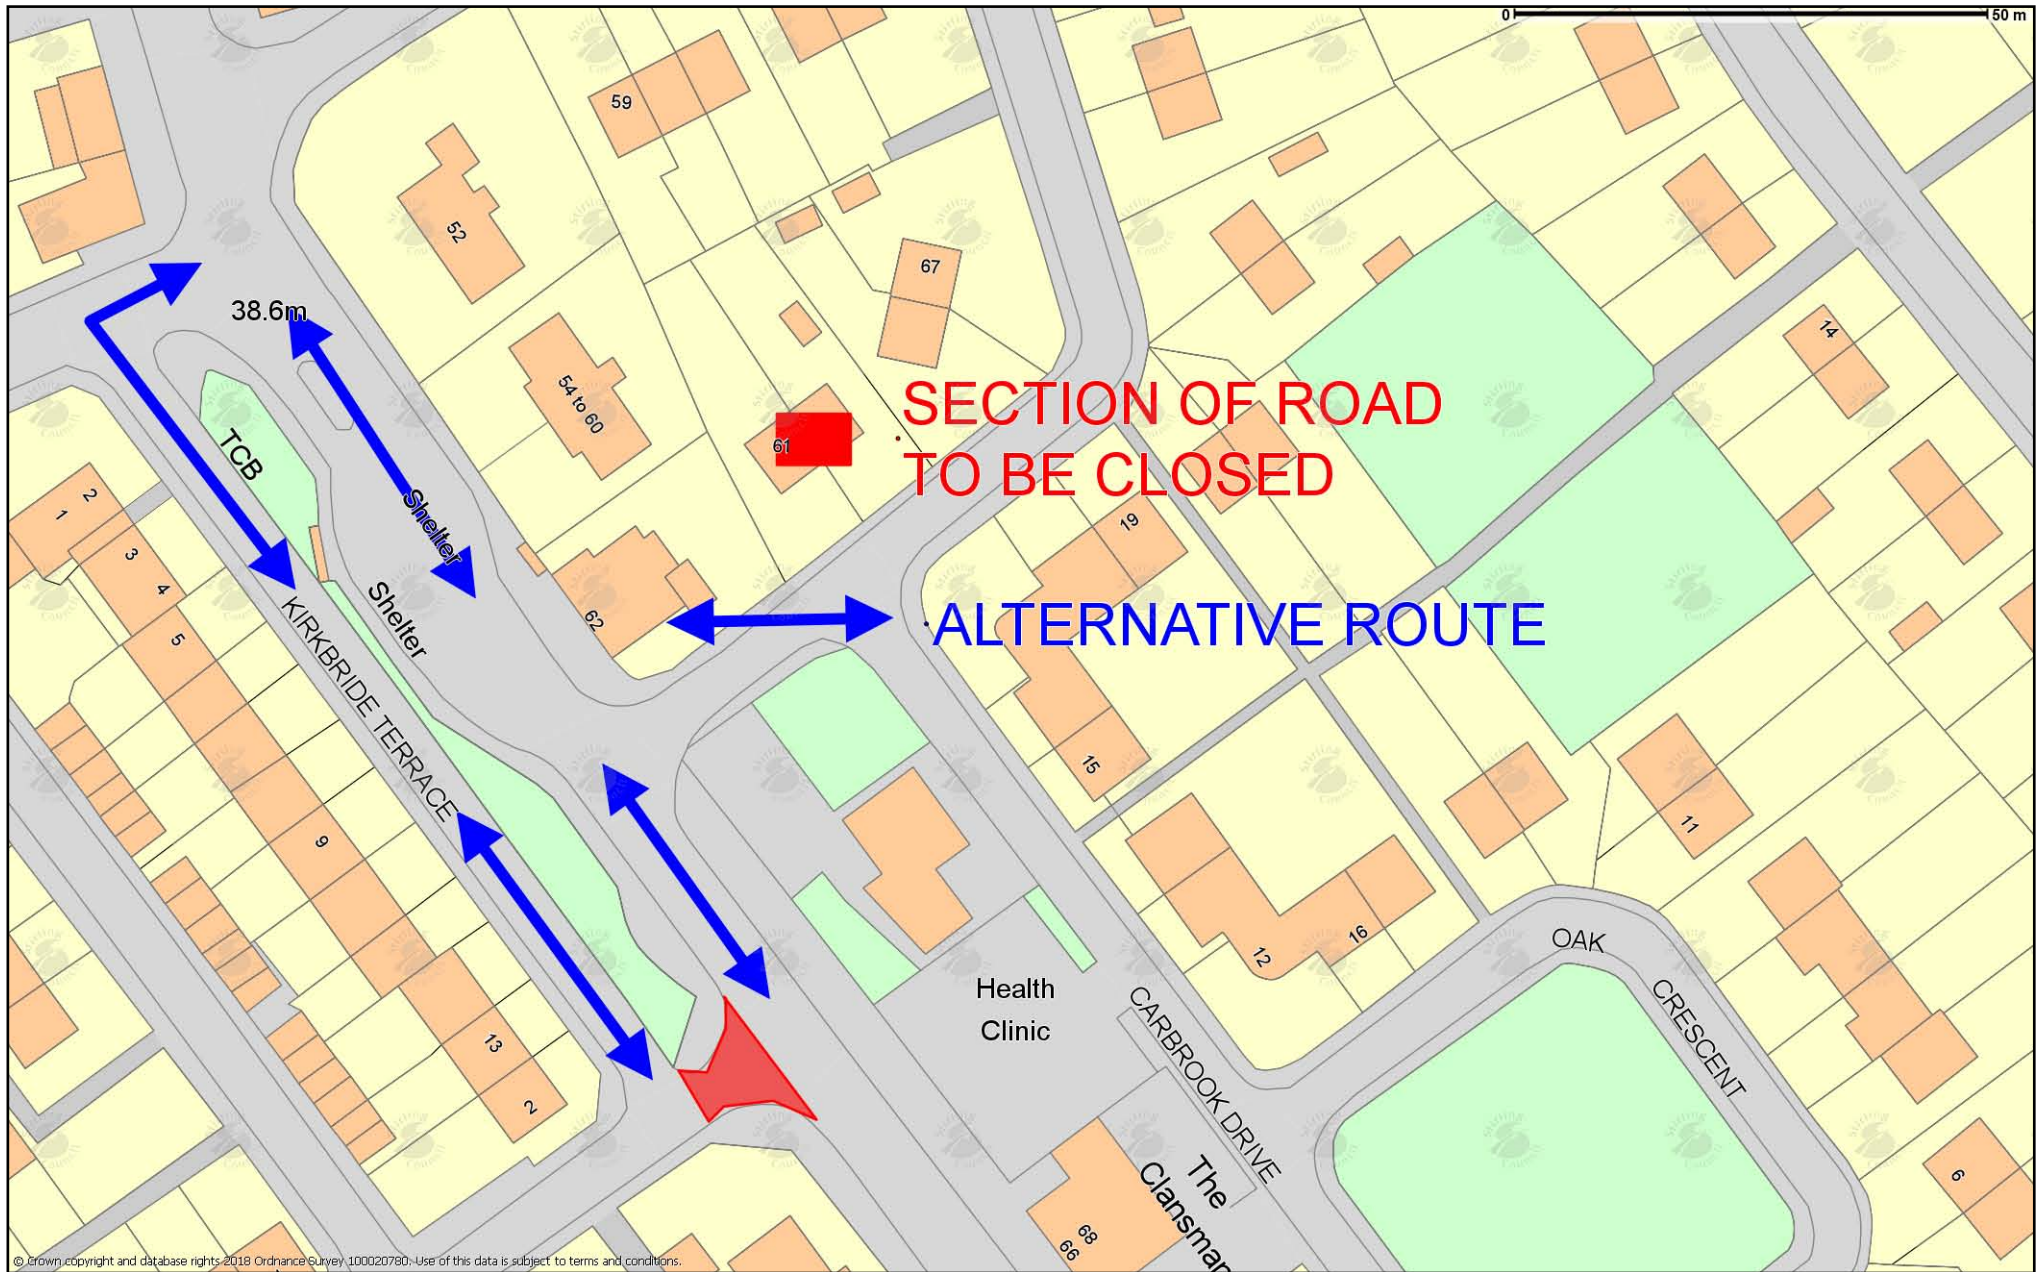 0
50 m
59
52
67
14
38.6m
SECTION OF ROAD
TO BE CLOSED
54 to 60
61
TCB
Shelter
2
1
19
3
4
Shelter
62
ALTERNATIVE ROUTE
5
KIRKBRIDE TERRACE
15
9
11
12
16
OAK
CRESCENT
Health
Clinic
CARBROOK DRIVE
13
2
The
Clansman
68
66
6
© Crown copyright and database rights 2018 Ordnance Survey 100020780. Use of this data is subject to terms and conditions.
Stirling
Council